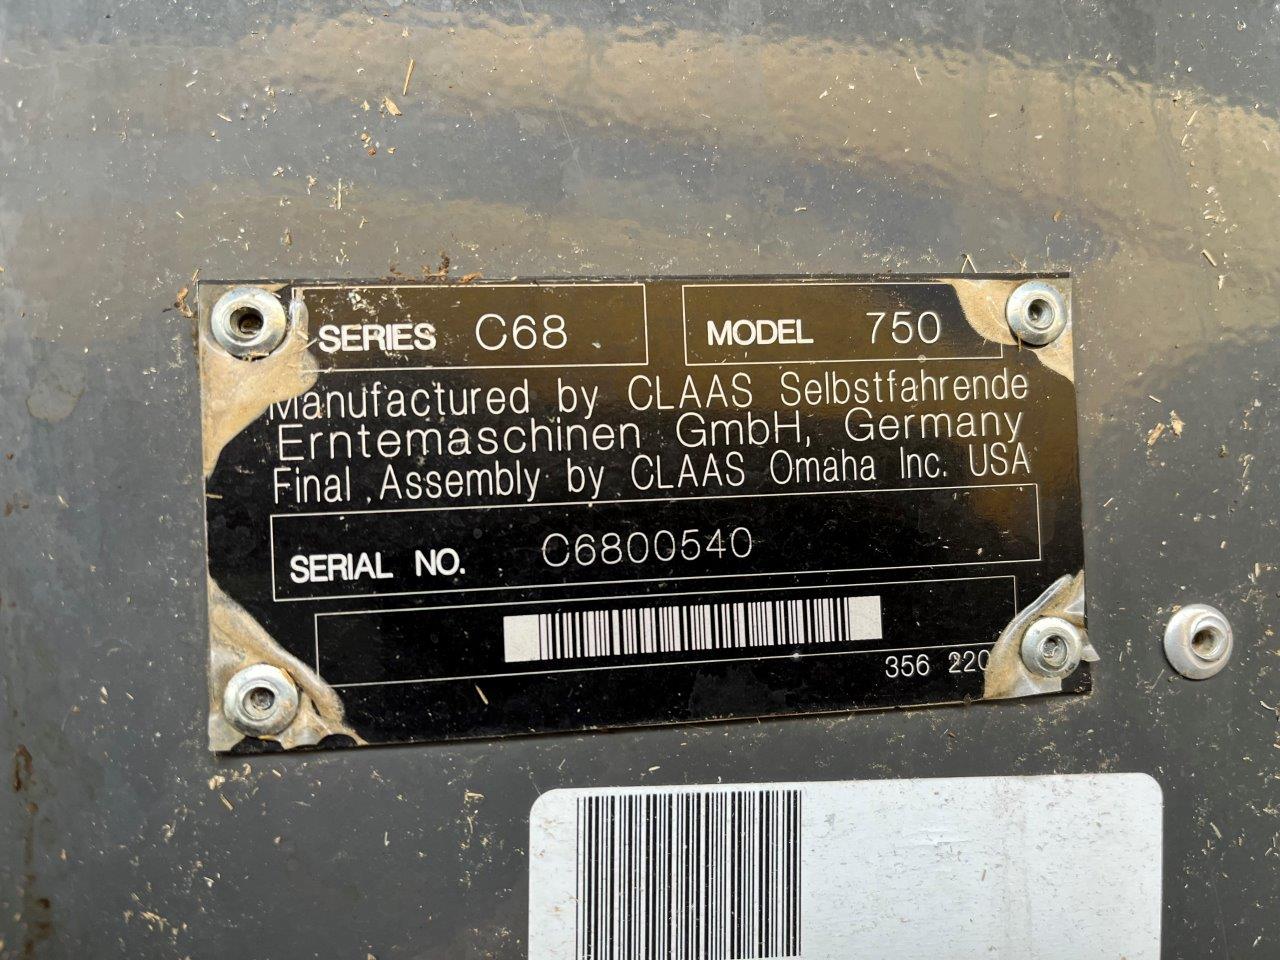 SERIES C68
MODEL 750
Manufactured by CLAAS Selbstfahrende
Erntemaschinen GmbH, Germany
Final Assembly by CLAAS Omaha Inc. USA
SERIAL NO. C6800540
356 220